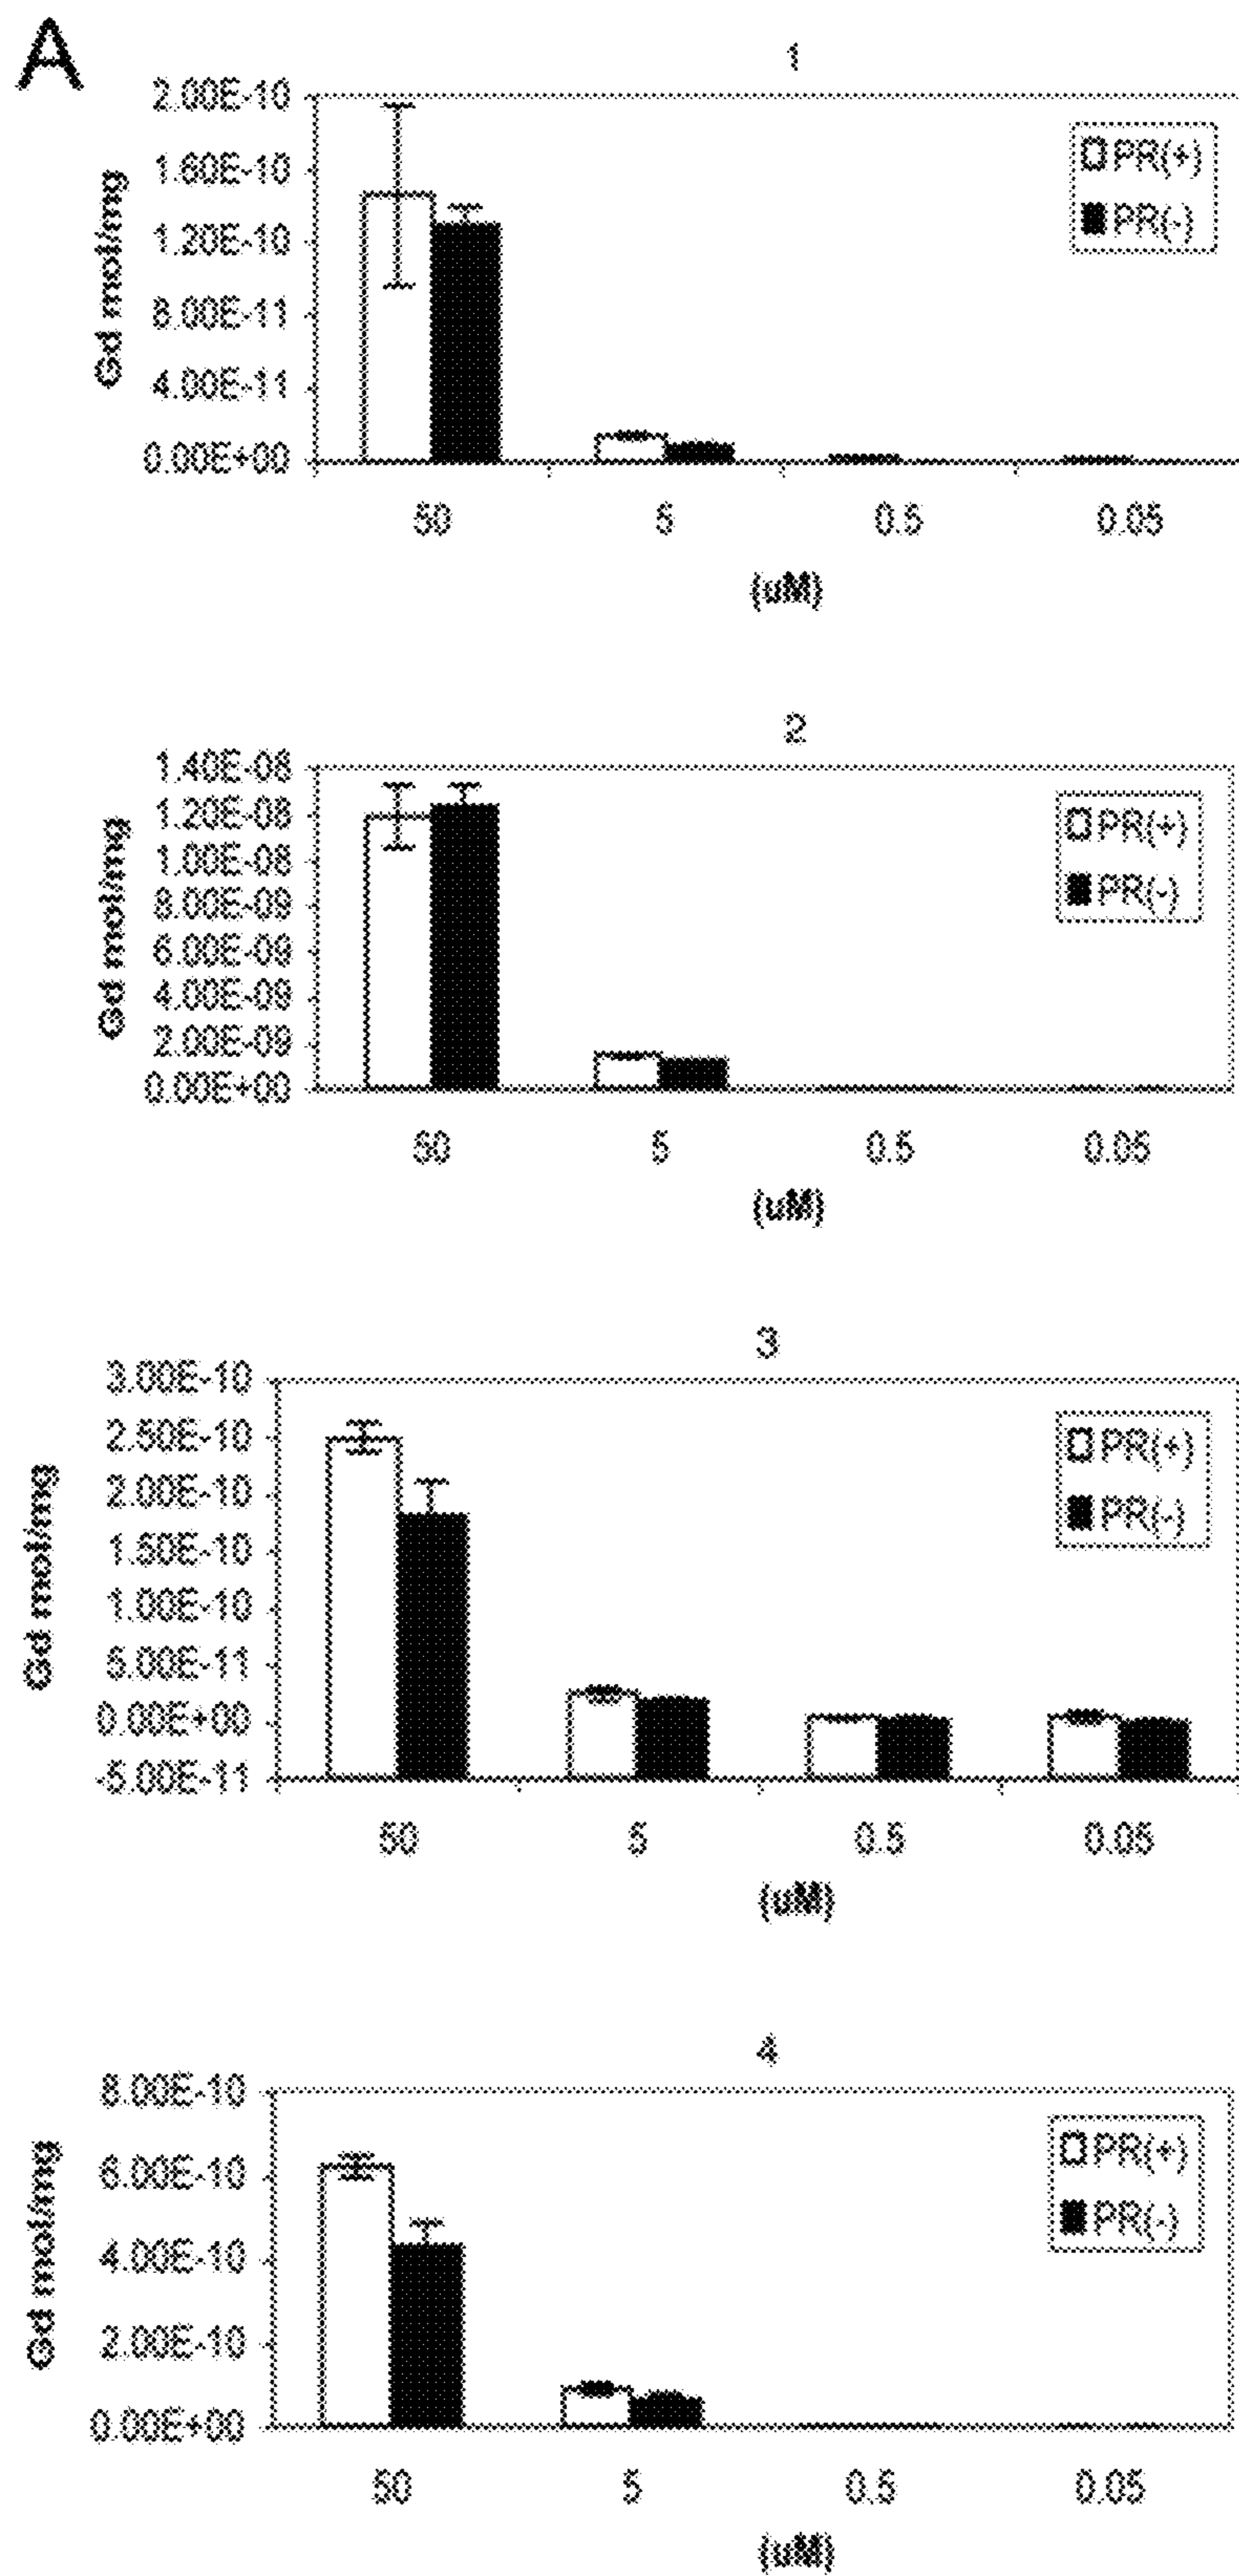 A
1
2.00E-10
1.60E-10
1.20E-10
8.00E-11
4.00E-11
0.00E+00
Gd mol/mg
PR(+)
PR(-)
50 5 0.5 0.05
(uM)
2
1.40E-08
1.20E-08
1.00E-08
8.00E-09
6.00E-09
4.00E-09
2.00E-09
0.00E+00
Gd mol/mg
PR(+)
PR(-)
50 5 0.5 0.05
(uM)
3
3.00E-10
2.50E-10
2.00E-10
1.50E-10
1.00E-10
5.00E-11
0.00E+00
-5.00E-11
Gd mol/mg
PR(+)
PR(-)
50 5 0.5 0.05
(uM)
4
8.00E-10
6.00E-10
4.00E-10
2.00E-10
0.00E+00
Gd mol/mg
PR(+)
PR(-)
50 5 0.5 0.05
(uM)